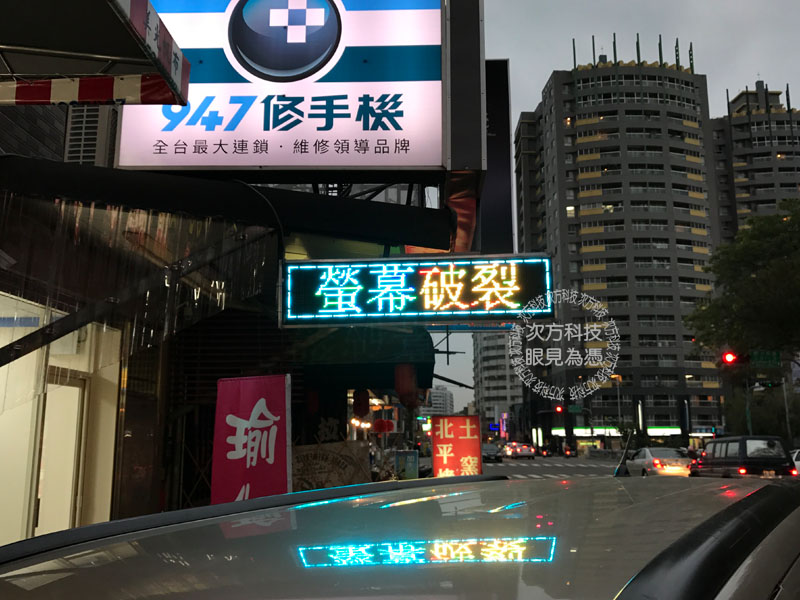 947修手機
全台最大連鎖．維修領導品牌
螢幕破裂
次方科技
眼見為憑
瑜
土窯
北平